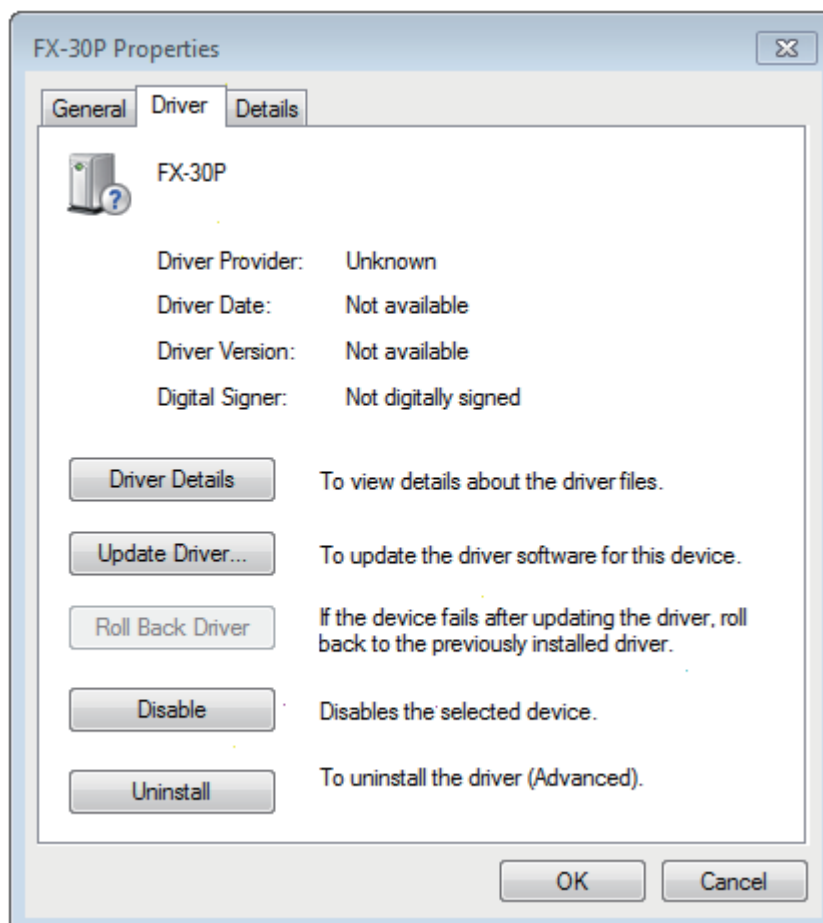 FX-30P Properties
General Driver Details
FX-30P
Driver Provider: Unknown
Driver Date: Not available
Driver Version: Not available
Digital Signer: Not digitally signed
Driver Details To view details about the driver files.
Update Driver... To update the driver software for this device.
Roll Back Driver If the device fails after updating the driver, roll
back to the previously installed driver.
Disable Disables the selected device.
Uninstall To uninstall the driver (Advanced).
OK Cancel